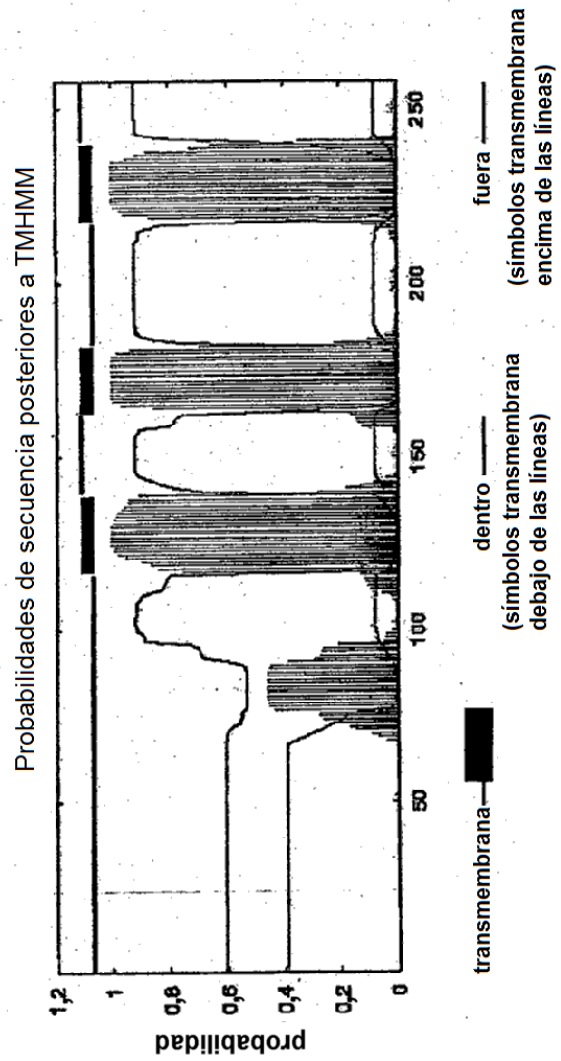 Probabilidades de secuencia posteriores a TMHMM
probabilidad
1,2
1
0,8
0,6
0,4
0,2
0
50
100
150
200
250
transmembrana
dentro
(símbolos transmembrana
debajo de las líneas)
fuera
(símbolos transmembrana
encima de las líneas)